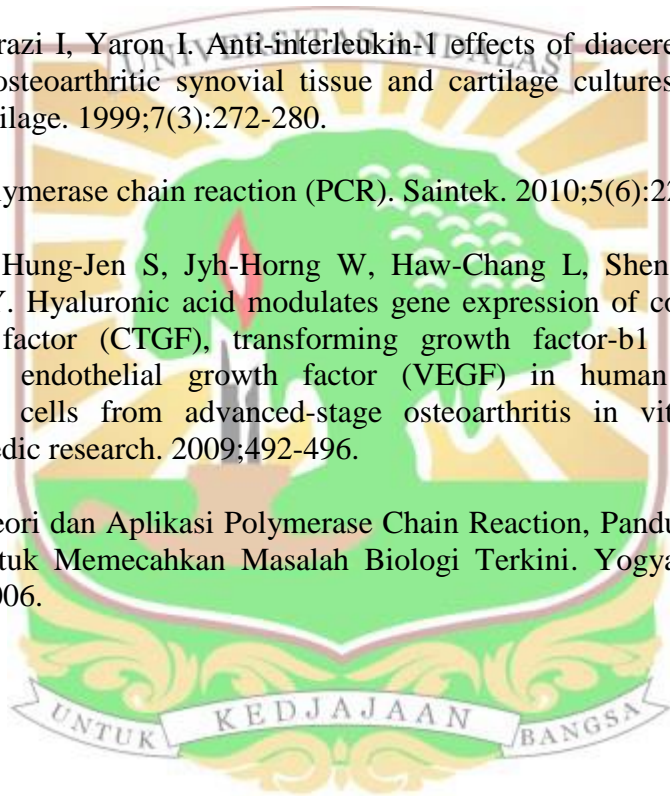 razi I, Yaron I. Anti-interleukin-1 effects of diacere
UNIVERSITAS ANDALAS
osteoarthritic synovial tissue and cartilage cultures
ilage. 1999;7(3):272-280.
lymerase chain reaction (PCR). Saintek. 2010;5(6):22
Hung-Jen S, Jyh-Horng W, Haw-Chang L, Shen
Y. Hyaluronic acid modulates gene expression of co
factor (CTGF), transforming growth factor-b1
endothelial growth factor (VEGF) in human
cells from advanced-stage osteoarthritis in vit
edic research. 2009;492-496.
eori dan Aplikasi Polymerase Chain Reaction, Pandu
tuk Memecahkan Masalah Biologi Terkini. Yogya
006.
UNTUK KEDJAJAAN BANGSA